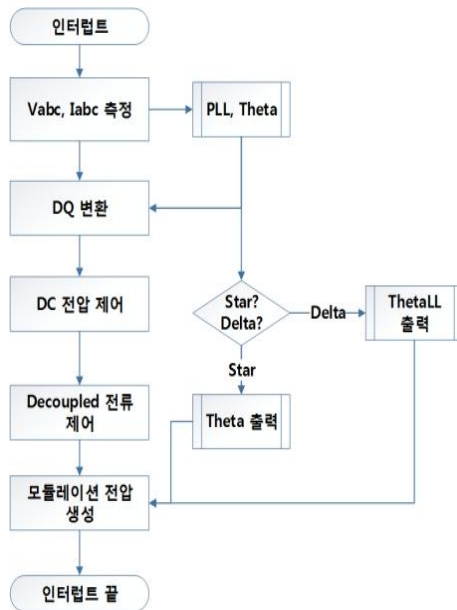 인터럽트
Vabc, Iabc 측정
PLL, Theta
DQ 변환
DC 전압 제어
Star?
Delta?
Delta
ThetaLL
출력
Star
Decoupled 전류
제어
Theta 출력
모듈레이션 전압
생성
인터럽트 끝